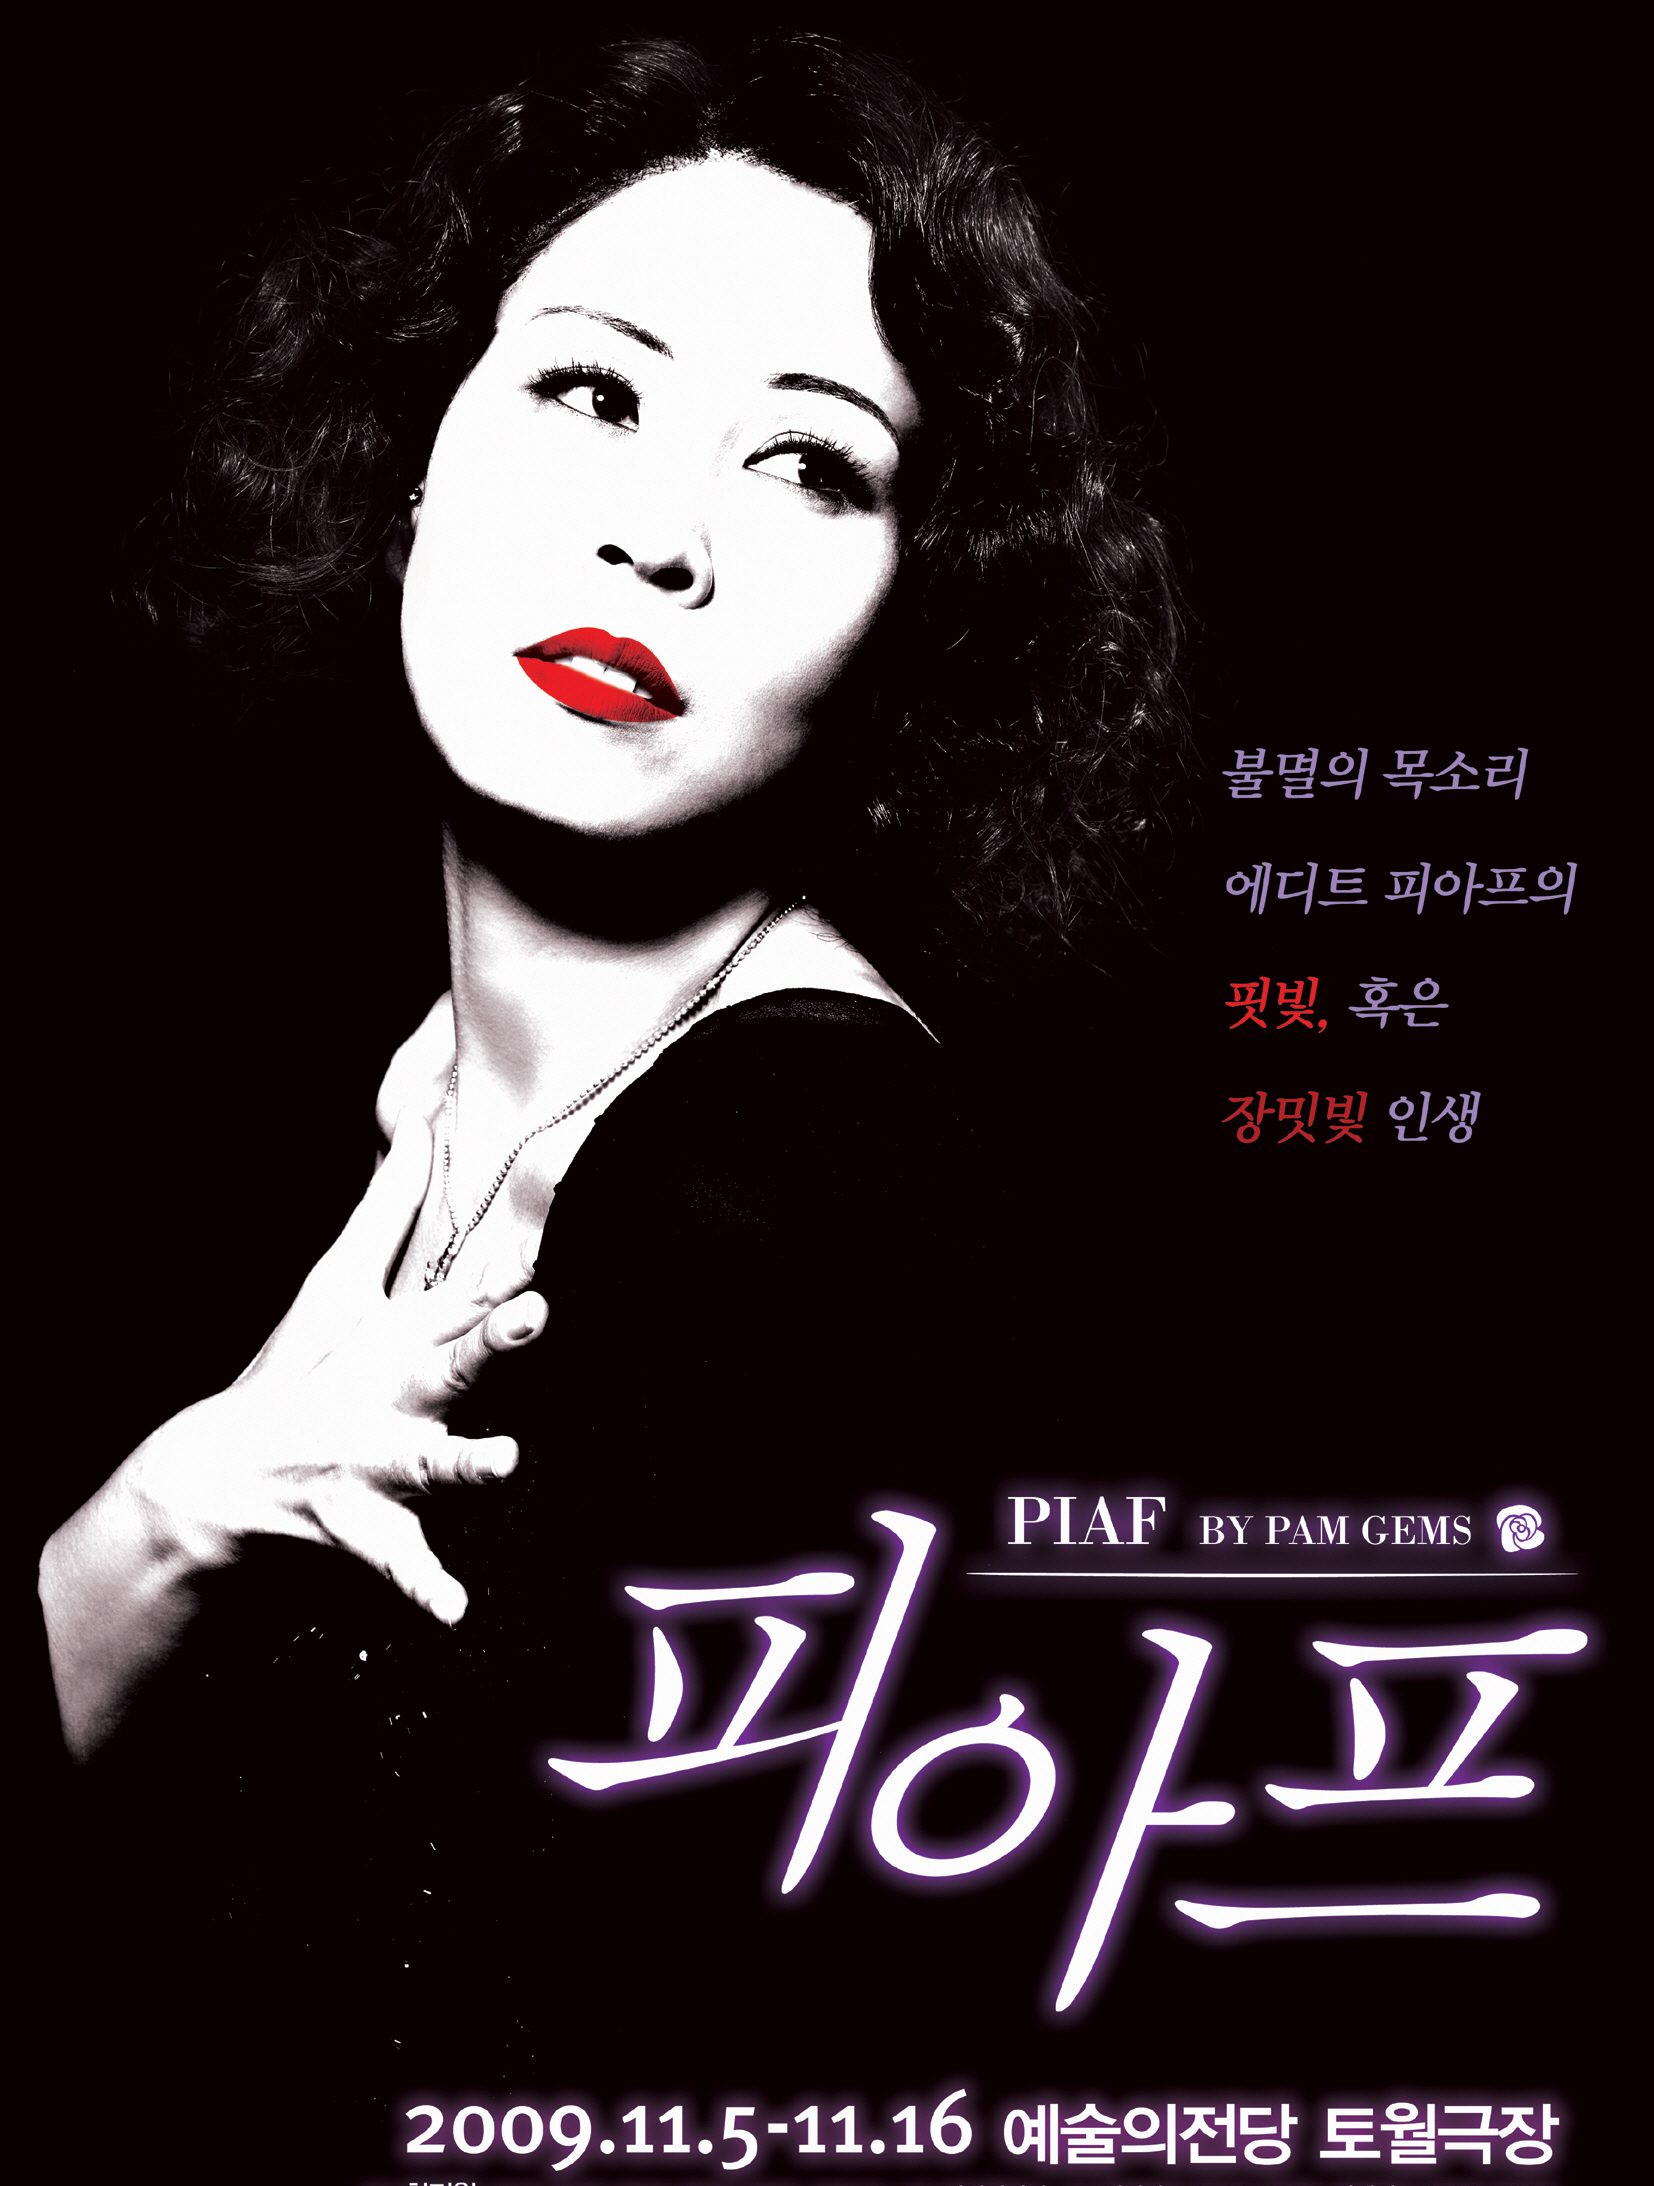 불멸의 목소리
에디트 피아프의
핏빛, 혹은
장밋빛 인생
PIAF BY PAM GEMS
피아프
2009.11.5-11.16 예술의전당 토월극장